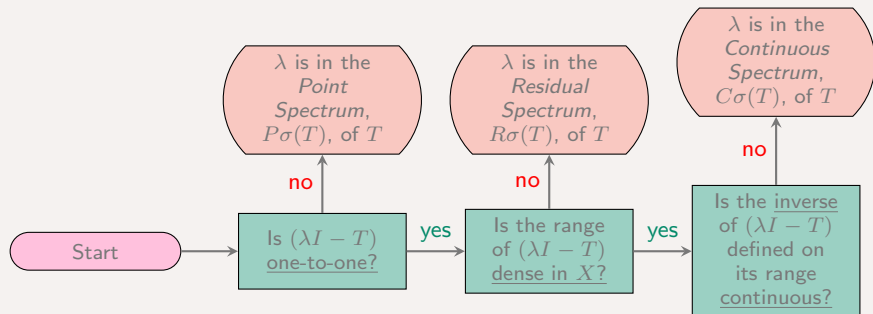 λ is in the
Point
Spectrum,
Pσ(T), of T
λ is in the
Residual
Spectrum,
Rσ(T), of T
λ is in the
Continuous
Spectrum,
Cσ(T), of T
no
no
no
Start
Is (λI − T)
one-to-one?
yes
Is the range
of (λI − T)
dense in X?
yes
Is the inverse
of (λI − T)
defined on
its range
continuous?